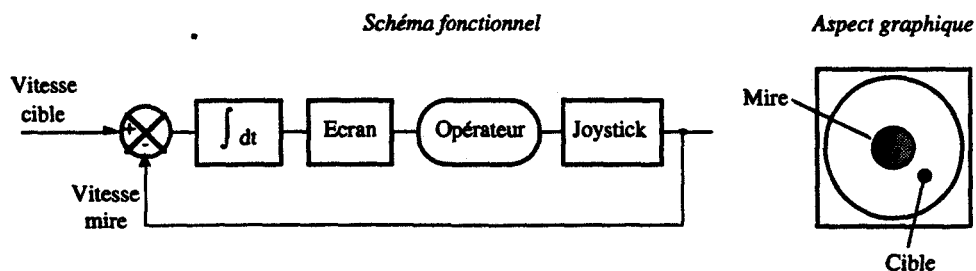 Schéma fonctionnel
Aspect graphique
Vitesse
cible
+
-
∫ dt
Ecran
Opérateur
Joystick
Vitesse
mire
Mire
Cible